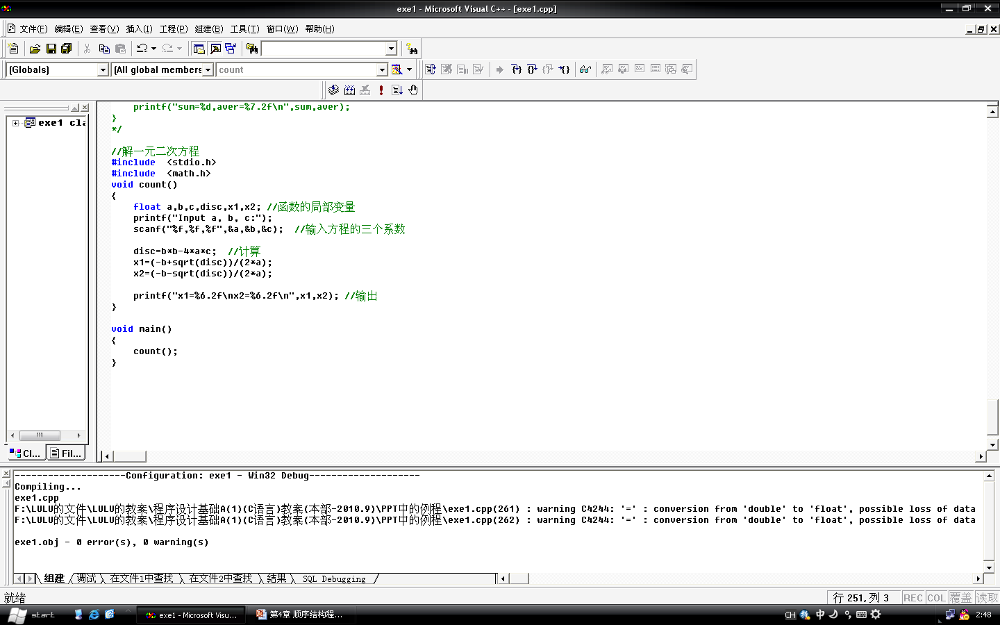 exe1 - Microsoft Visual C++ - [exe1.cpp]
文件(F) 编辑(E) 查看(V) 插入(I) 工程(P) 组建(B) 工具(T) 窗口(W) 帮助(H)
(Globals) (All global members count
printf("sum=%d,aver=%7.2f\n",sum,aver);
}
*/
exe1 cla
//解一元二次方程
#include <stdio.h>
#include <math.h>
void count()
{
float a,b,c,disc,x1,x2; //函数的局部变量
printf("Input a, b, c:");
scanf("%f,%f,%f",&a,&b,&c); //输入方程的三个系数
disc=b*b-4*a*c; //计算
x1=(-b+sqrt(disc))/(2*a);
x2=(-b-sqrt(disc))/(2*a);
printf("x1=%6.2f\nx2=%6.2f\n",x1,x2); //输出
}
void main()
{
count();
}
Cl... Fil...
--------------------Configuration: exe1 - Win32 Debug--------------------
Compiling...
exe1.cpp
F:\LULU的文件\LULU的教案\程序设计基础A(1)(C语言)教案(本部-2010.9)\PPT中的例程\exe1.cpp(261) : warning C4244: '=' : conversion from 'double' to 'float', possible loss of data
F:\LULU的文件\LULU的教案\程序设计基础A(1)(C语言)教案(本部-2010.9)\PPT中的例程\exe1.cpp(262) : warning C4244: '=' : conversion from 'double' to 'float', possible loss of data
exe1.obj - 0 error(s), 0 warning(s)
组建 调试 在文件1中查找 在文件2中查找 结果 SQL Debugging
就绪 行 251,列 3 REC COL 覆盖 读取
start exe1 - Microsoft Visu... 第4章 顺序结构程... CH 中 2:48